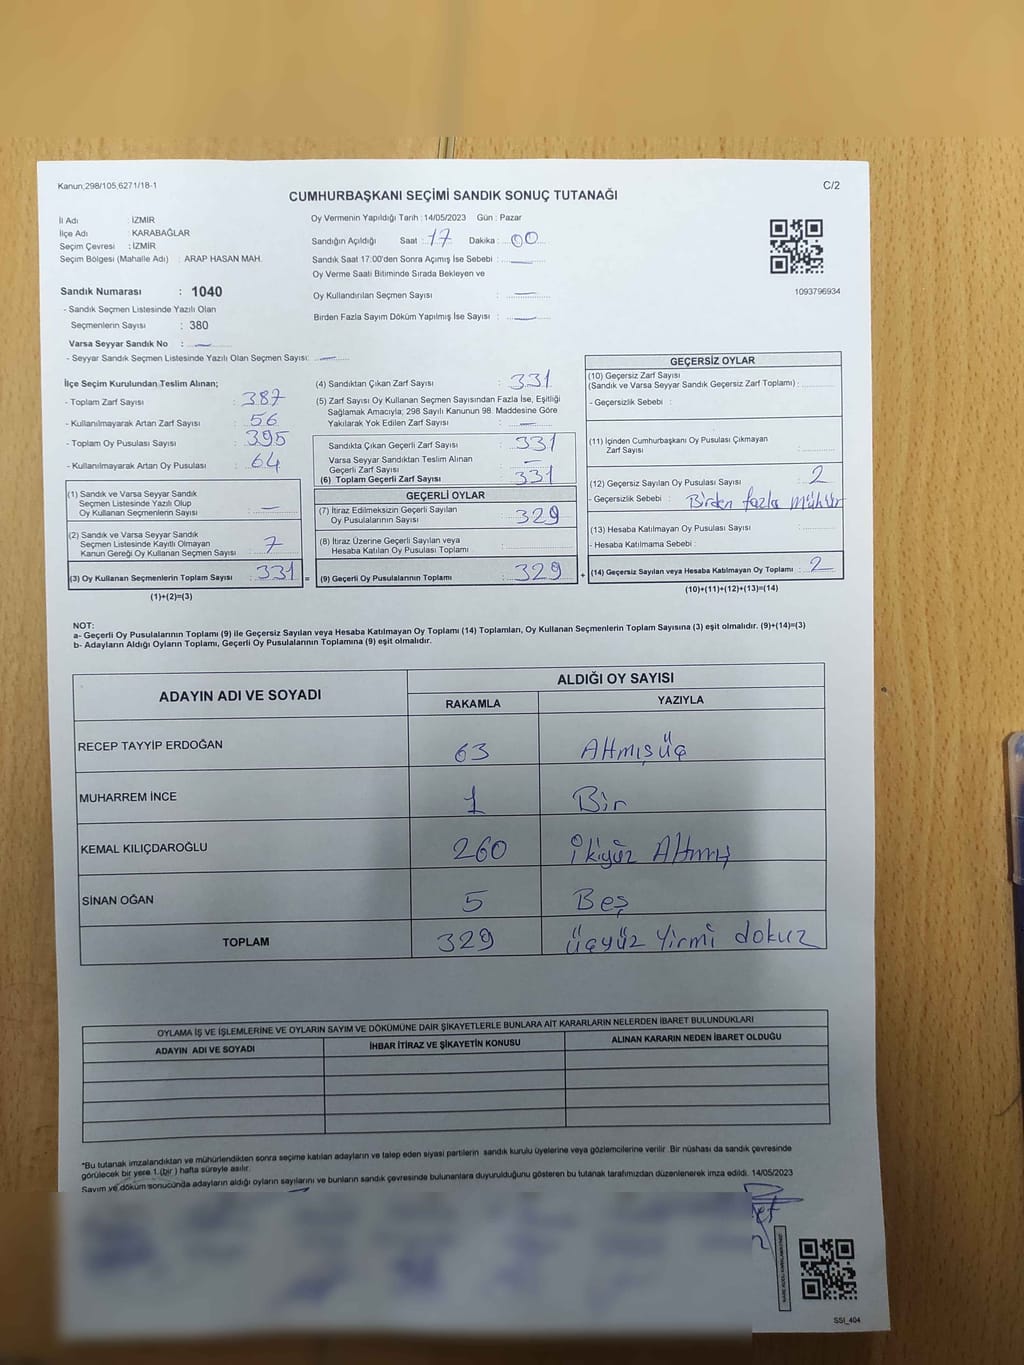 Kanun;298/105,6271/18-1
C/2
CUMHURBAŞKANI SEÇİMİ SANDIK SONUÇ TUTANAĞI
İl Adı : İZMİR
İlçe Adı : KARABAĞLAR
Seçim Çevresi : İZMİR
Seçim Bölgesi (Mahalle Adı) : ARAP HASAN MAH.
Sandık Numarası : 1040
- Sandık Seçmen Listesinde Yazılı Olan
Seçmenlerin Sayısı : 380
Varsa Seyyar Sandık No : —
- Seyyar Sandık Seçmen Listesinde Yazılı Olan Seçmen Sayısı: —
Oy Vermenin Yapıldığı Tarih : 14/05/2023 Gün : Pazar
Sandığın Açıldığı Saat : 17 Dakika : 00
Sandık Saat 17:00'den Sonra Açımış İse Sebebi : —
Oy Verme Saati Bitiminde Sırada Bekleyen ve
Oy Kullandırılan Seçmen Sayısı : —
Birden Fazla Sayım Döküm Yapılmış İse Sayısı : —
1093796934
İlçe Seçim Kurulundan Teslim Alınan;
- Toplam Zarf Sayısı : 387
- Kullanılmayarak Artan Zarf Sayısı : 56
- Toplam Oy Pusulası Sayısı : 395
- Kullanılmayarak Artan Oy Pusulası : 64
(1) Sandık ve Varsa Seyyar Sandık
Seçmen Listesinde Yazılı Olup
Oy Kullanan Seçmenlerin Sayısı : —
(2) Sandık ve Varsa Seyyar Sandık
Seçmen Listesinde Kayıtlı Olmayan
Kanun Gereği Oy Kullanan Seçmen Sayısı : 7
(3) Oy Kullanan Seçmenlerin Toplam Sayısı : 331
(1)+(2)=(3)
(4) Sandıktan Çıkan Zarf Sayısı : 331
(5) Zarf Sayısı Oy Kullanan Seçmen Sayısından Fazla İse, Eşitliği
Sağlamak Amacıyla; 298 Sayılı Kanunun 98. Maddesine Göre
Yakılarak Yok Edilen Zarf Sayısı : —
Sandıkta Çıkan Geçerli Zarf Sayısı : 331
Varsa Seyyar Sandıktan Teslim Alınan
Geçerli Zarf Sayısı : —
(6) Toplam Geçerli Zarf Sayısı : 331
GEÇERLİ OYLAR
(7) İtiraz Edilmeksizin Geçerli Sayılan
Oy Pusulalarının Sayısı : 329
(8) İtiraz Üzerine Geçerli Sayılan veya
Hesaba Katılan Oy Pusulası Toplamı :
= (9) Geçerli Oy Pusulalarının Toplamı : 329 +
GEÇERSİZ OYLAR
(10) Geçersiz Zarf Sayısı
(Sandık ve Varsa Seyyar Sandık Geçersiz Zarf Toplamı) :
- Geçersizlik Sebebi :
(11) İçinden Cumhurbaşkanı Oy Pusulası Çıkmayan
Zarf Sayısı :
(12) Geçersiz Sayılan Oy Pusulası Sayısı : 2
- Geçersizlik Sebebi : Birden fazla mühür
(13) Hesaba Katılmayan Oy Pusulası Sayısı :
- Hesaba Katılmama Sebebi :
(14) Geçersiz Sayılan veya Hesaba Katılmayan Oy Toplamı : 2
(10)+(11)+(12)+(13)=(14)
NOT:
a- Geçerli Oy Pusulalarının Toplamı (9) ile Geçersiz Sayılan veya Hesaba Katılmayan Oy Toplamı (14) Toplamları, Oy Kullanan Seçmenlerin Toplam Sayısına (3) eşit olmalıdır. (9)+(14)=(3)
b- Adayların Aldığı Oyların Toplamı, Geçerli Oy Pusulalarının Toplamına (9) eşit olmalıdır.
ADAYIN ADI VE SOYADI
ALDIĞI OY SAYISI
RAKAMLA YAZIYLA
RECEP TAYYİP ERDOĞAN 63 Altmışüç
MUHARREM İNCE 1 Bir
KEMAL KILIÇDAROĞLU 260 İkiyüz Altmış
SİNAN OĞAN 5 Beş
TOPLAM 329 üçyüz Yirmi dokuz
OYLAMA İŞ VE İŞLEMLERİNE VE OYLARIN SAYIM VE DÖKÜMÜNE DAİR ŞİKAYETLERLE BUNLARA AİT KARARLARIN NELERDEN İBARET BULUNDUKLARI
ADAYIN ADI VE SOYADI İHBAR İTİRAZ VE ŞİKAYETİN KONUSU ALINAN KARARIN NEDEN İBARET OLDUĞU
*Bu tutanak imzalandıktan ve mühürlendikten sonra seçime katılan adayların ve talep eden siyasi partilerin sandık kurulu üyelerine veya gözlemcilerine verilir. Bir nüshası da sandık çevresinde
görülecek bir yere 1 (bir ) hafta süreyle asılır.
Sayım ve döküm sonucunda adayların aldığı oyların sayılarını ve bunların sandık çevresinde bulunanlara duyurulduğunu gösteren bu tutanak tarafımızdan düzenlenerek imza edildi. 14/05/2023
SSI_404